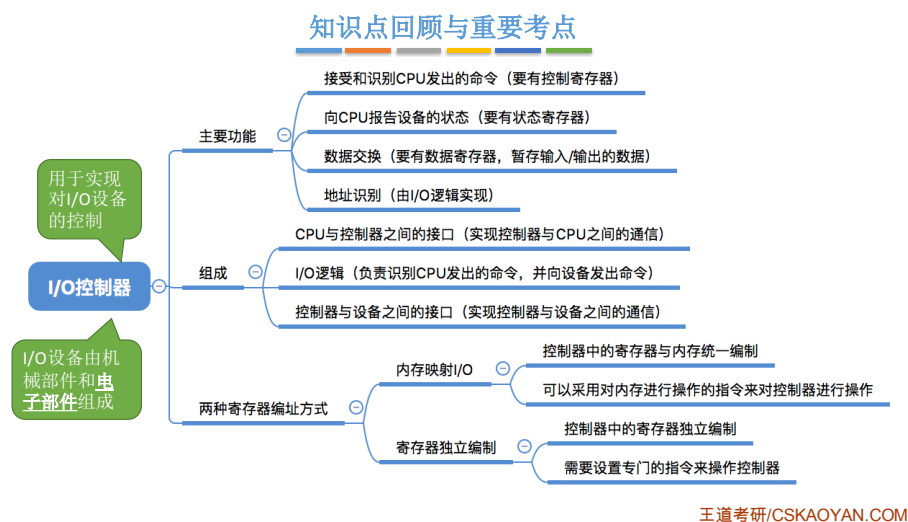 知识点回顾与重要考点
接受和识别CPU发出的命令（要有控制寄存器）
向CPU报告设备的状态（要有状态寄存器）
主要功能
数据交换（要有数据寄存器，暂存输入/输出的数据）
地址识别（由I/O逻辑实现）
用于实现
对I/O设备
的控制
CPU与控制器之间的接口（实现控制器与CPU之间的通信）
组成
I/O逻辑（负责识别CPU发出的命令，并向设备发出命令）
I/O控制器
控制器与设备之间的接口（实现控制器与设备之间的通信）
I/O设备由机
械部件和电
子部件组成
控制器中的寄存器与内存统一编制
内存映射I/O
可以采用对内存进行操作的指令来对控制器进行操作
两种寄存器编址方式
控制器中的寄存器独立编制
寄存器独立编制
需要设置专门的指令来操作控制器
王道考研/CSKAOYAN.COM